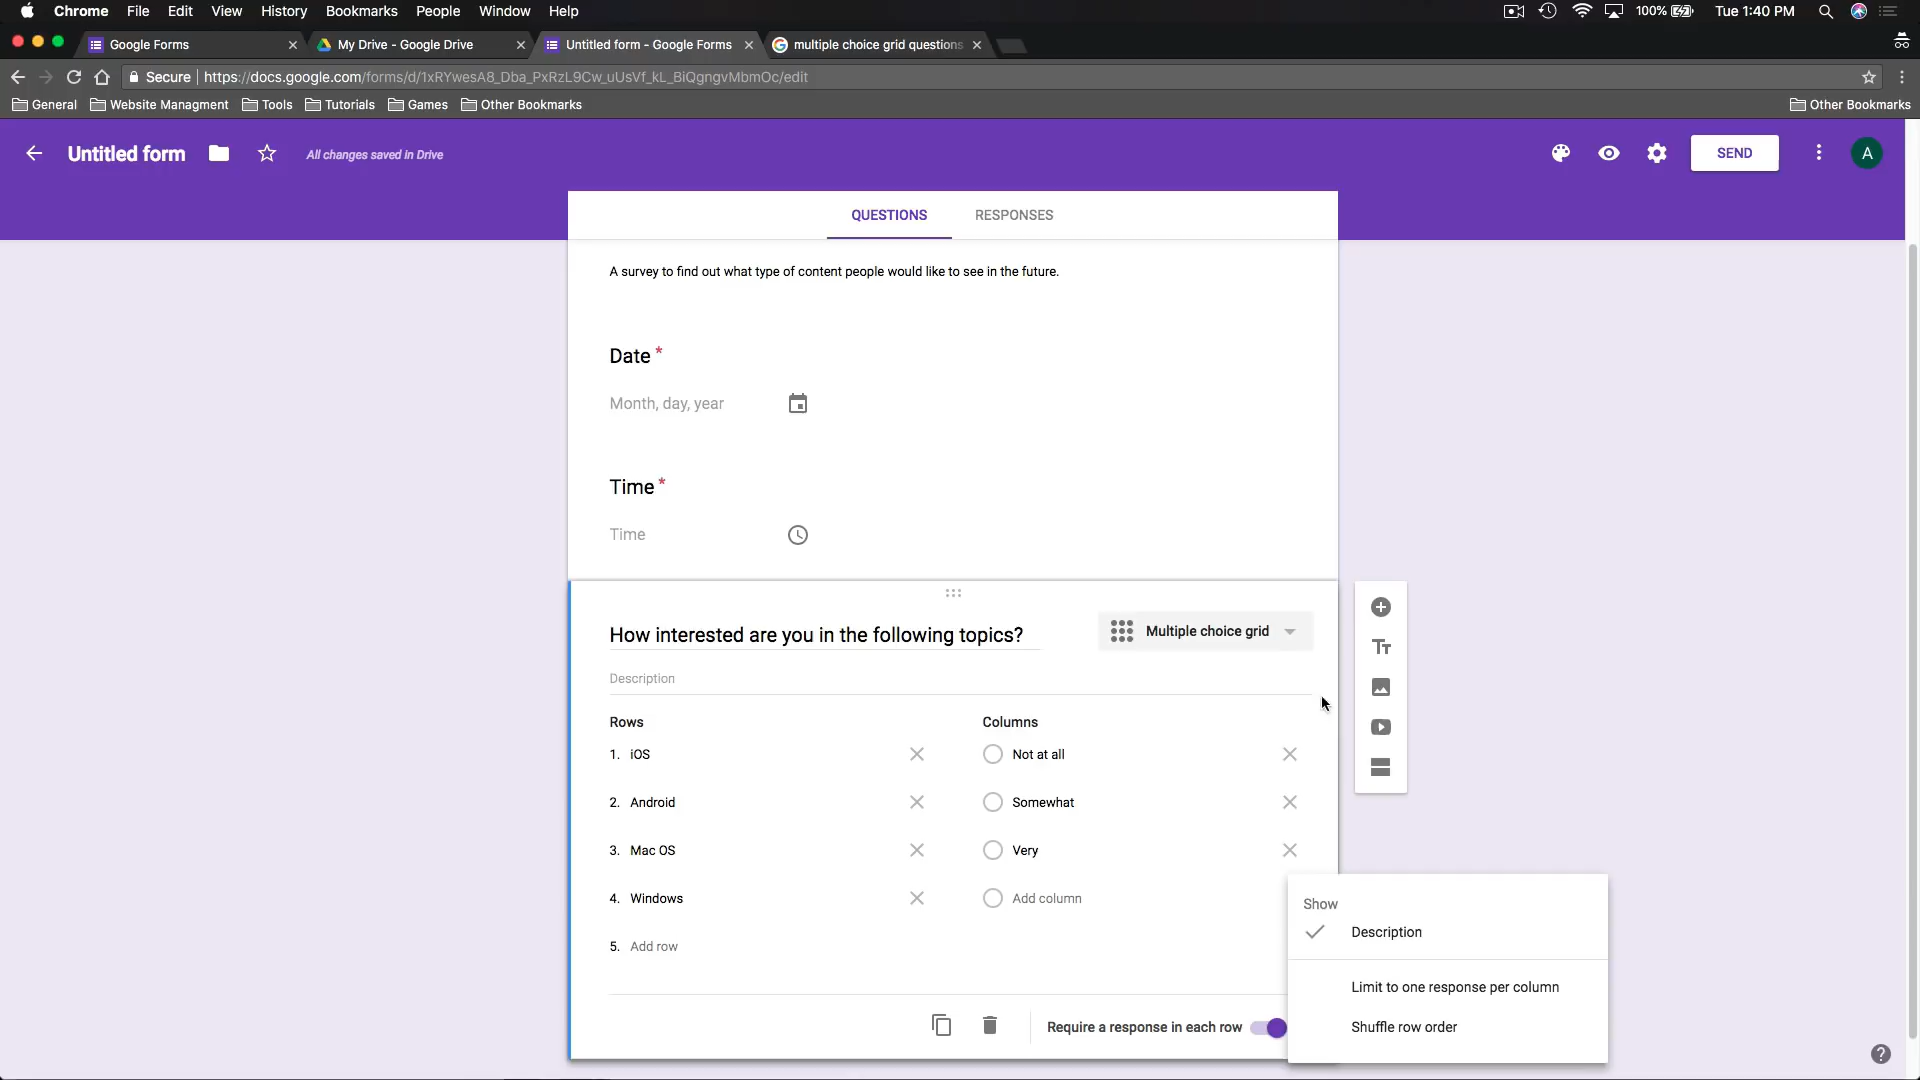 Chrome File Edit View History Bookmarks People Window Help 100% Tue 1:40 PM
Google Forms My Drive - Google Drive Untitled form - Google Forms multiple choice grid questions
Secure https://docs.google.com/forms/d/1xRYwesA8_Dba_PxRzL9Cw_uUsVf_kL_BiQgngvMbmOc/edit
General Website Managment Tools Tutorials Games Other Bookmarks Other Bookmarks
Untitled form All changes saved in Drive SEND A
QUESTIONS RESPONSES
A survey to find out what type of content people would like to see in the future.
Date *
Month, day, year
Time *
Time
How interested are you in the following topics? Multiple choice grid
Description
Rows Columns
1. iOS Not at all
2. Android Somewhat
3. Mac OS Very
4. Windows Add column
5. Add row
Show
Description
Limit to one response per column
Shuffle row order
Require a response in each row